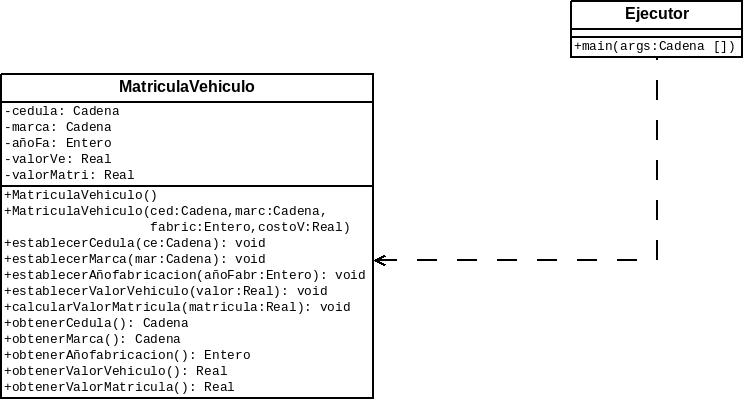 Ejecutor
+main(args:Cadena [])
MatriculaVehiculo
-cedula: Cadena
-marca: Cadena
-añoFa: Entero
-valorVe: Real
-valorMatri: Real
+MatriculaVehiculo()
+MatriculaVehiculo(ced:Cadena,marc:Cadena,
fabric:Entero,costoV:Real)
+establecerCedula(ce:Cadena): void
+establecerMarca(mar:Cadena): void
+establecerAñofabricacion(añoFabr:Entero): void
+establecerValorVehiculo(valor:Real): void
+calcularValorMatricula(matricula:Real): void
+obtenerCedula(): Cadena
+obtenerMarca(): Cadena
+obtenerAñofabricacion(): Entero
+obtenerValorVehiculo(): Real
+obtenerValorMatricula(): Real